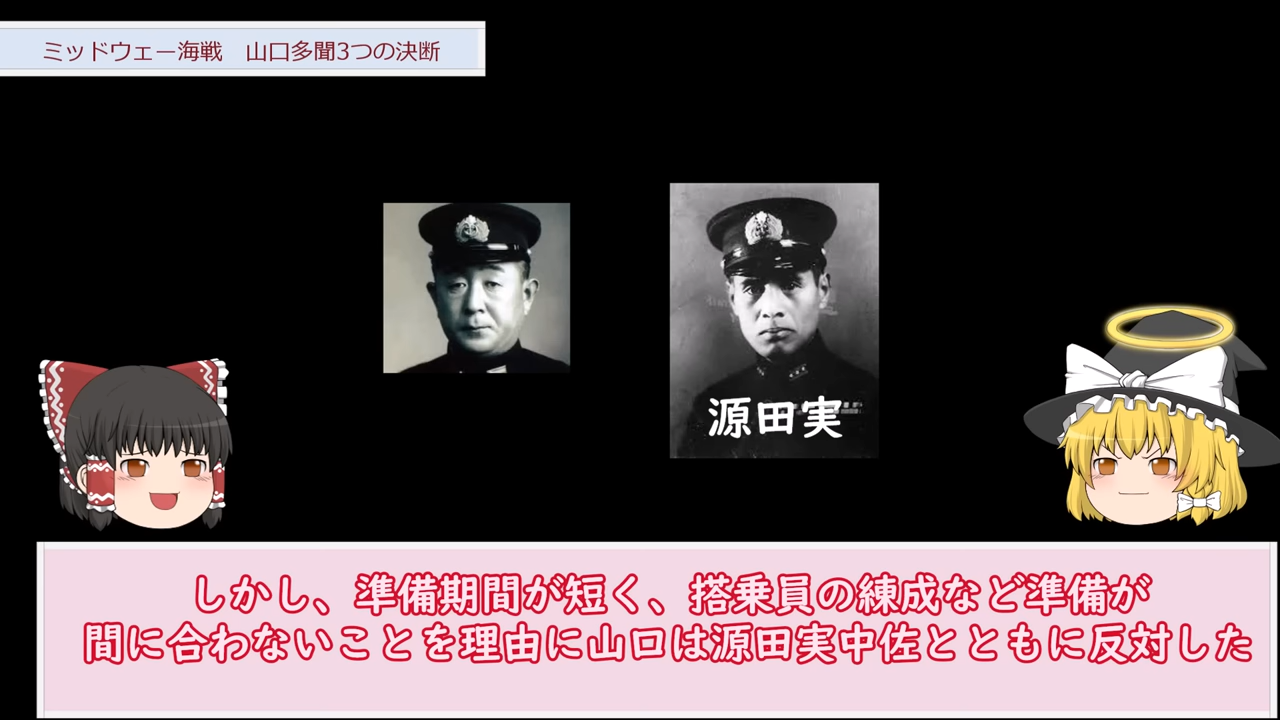 ミッドウェー海戦　山口多聞3つの決断
源田実
しかし、準備期間が短く、搭乗員の練成など準備が
間に合わないことを理由に山口は源田実中佐とともに反対した